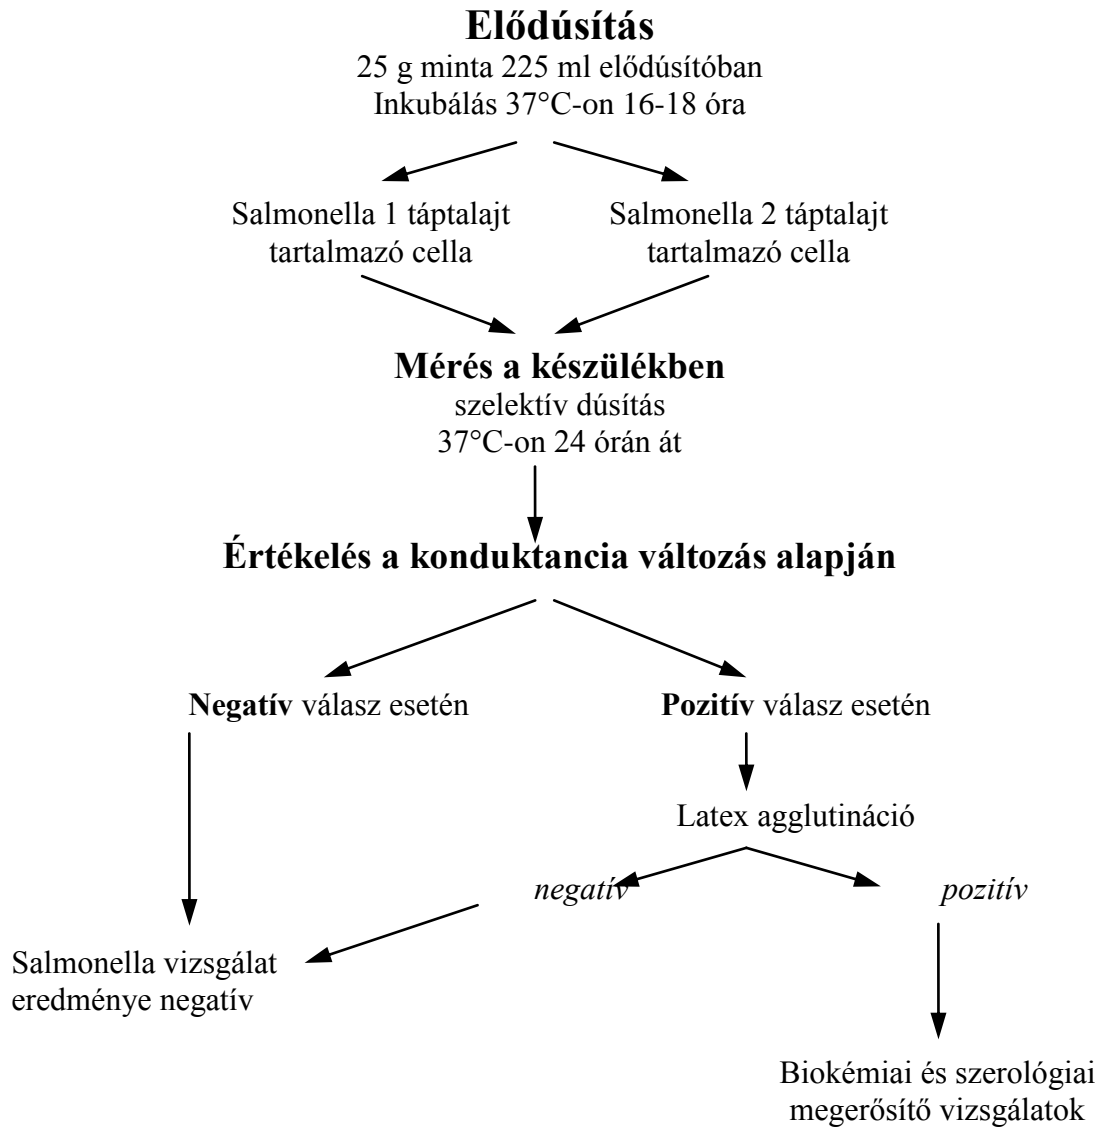 Elődúsítás
25 g minta 225 ml elődúsítóban
Inkubálás 37°C-on 16-18 óra
Salmonella 1 táptalajt
tartalmazó cella
Salmonella 2 táptalajt
tartalmazó cella
Mérés a készülékben
szelektív dúsítás
37°C-on 24 órán át
Értékelés a konduktancia változás alapján
Negatív válasz esetén
Pozitív válasz esetén
Latex agglutináció
negatív
pozitív
Salmonella vizsgálat
eredménye negatív
Biokémiai és szerológiai
megerősítő vizsgálatok